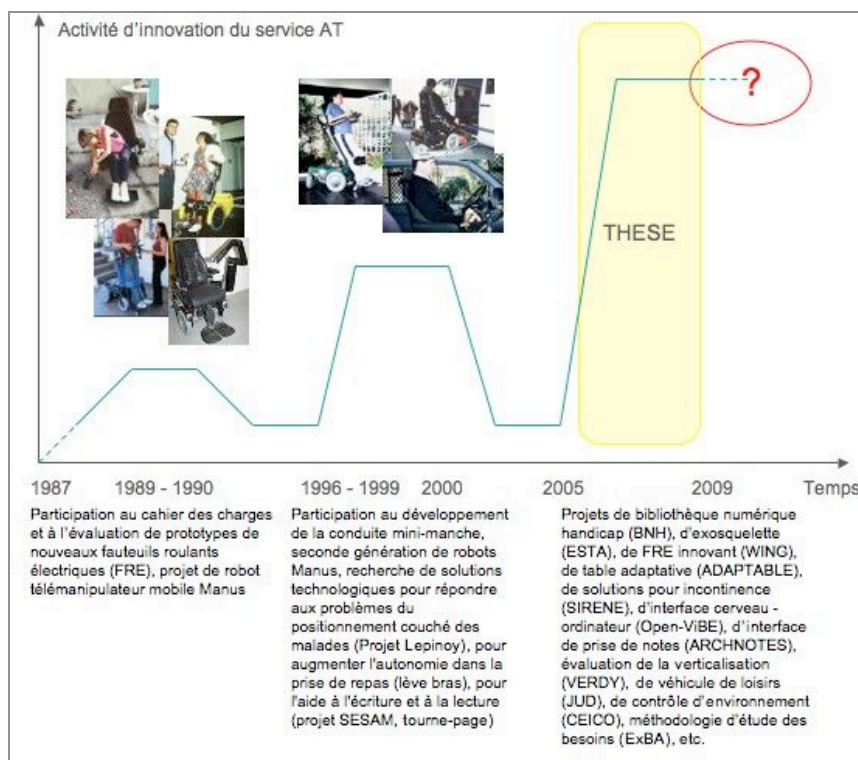 Activité d'innovation du service AT
?
THESE
1987
1989 - 1990
1996 - 1999
2000
2005
2009
Temps
Participation au cahier des charges
et à l'évaluation de prototypes de
nouveaux fauteuils roulants
électriques (FRE), projet de robot
télémanipulateur mobile Manus
Participation au développement
de la conduite mini-manche,
seconde génération de robots
Manus, recherche de solutions
technologiques pour répondre
aux problèmes du
positionnement couché des
malades (Projet Lepinoy), pour
augmenter l'autonomie dans la
prise de repas (lève bras), pour
l'aide à l'écriture et à la lecture
(projet SESAM, tourne-page)
Projets de bibliothèque numérique
handicap (BNH), d'exosquelette
(ESTA), de FRE innovant (WING),
de table adaptative (ADAPTABLE),
de solutions pour incontinence
(SIRENE), d'interface cerveau -
ordinateur (Open-ViBE), d'interface
de prise de notes (ARCHNOTES),
évaluation de la verticalisation
(VERDY), de véhicule de loisirs
(JUD), de contrôle d'environnement
(CEICO), méthodologie d'étude des
besoins (ExBA), etc.